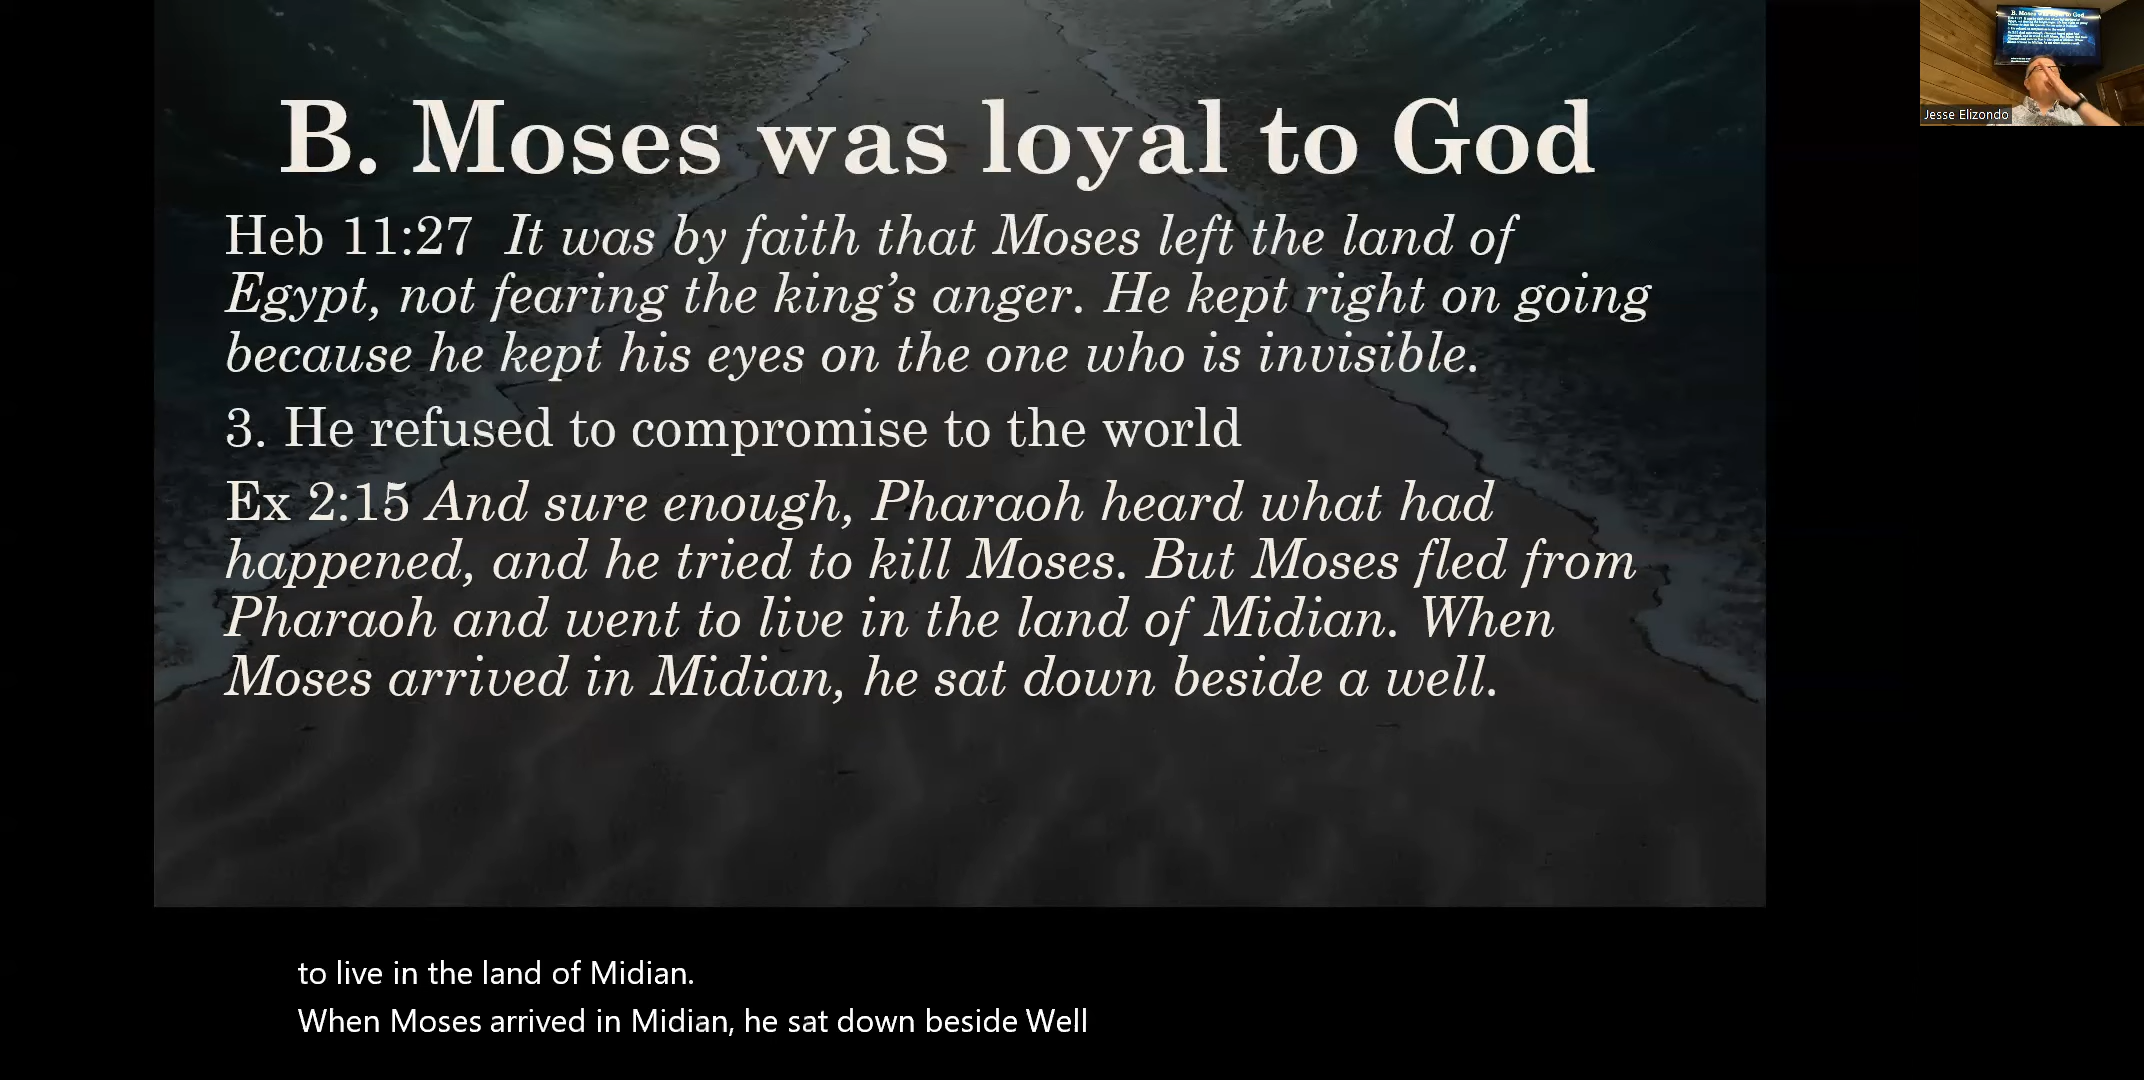 B. Moses was loyal to God
Heb 11:27 It was by faith that Moses left the land of
Egypt, not fearing the king’s anger. He kept right on going
because he kept his eyes on the one who is invisible.
3. He refused to compromise to the world
Ex 2:15 And sure enough, Pharaoh heard what had
happened, and he tried to kill Moses. But Moses fled from
Pharaoh and went to live in the land of Midian. When
Moses arrived in Midian, he sat down beside a well.
B. Moses was loyal to God
Jesse Elizondo
to live in the land of Midian.
When Moses arrived in Midian, he sat down beside Well